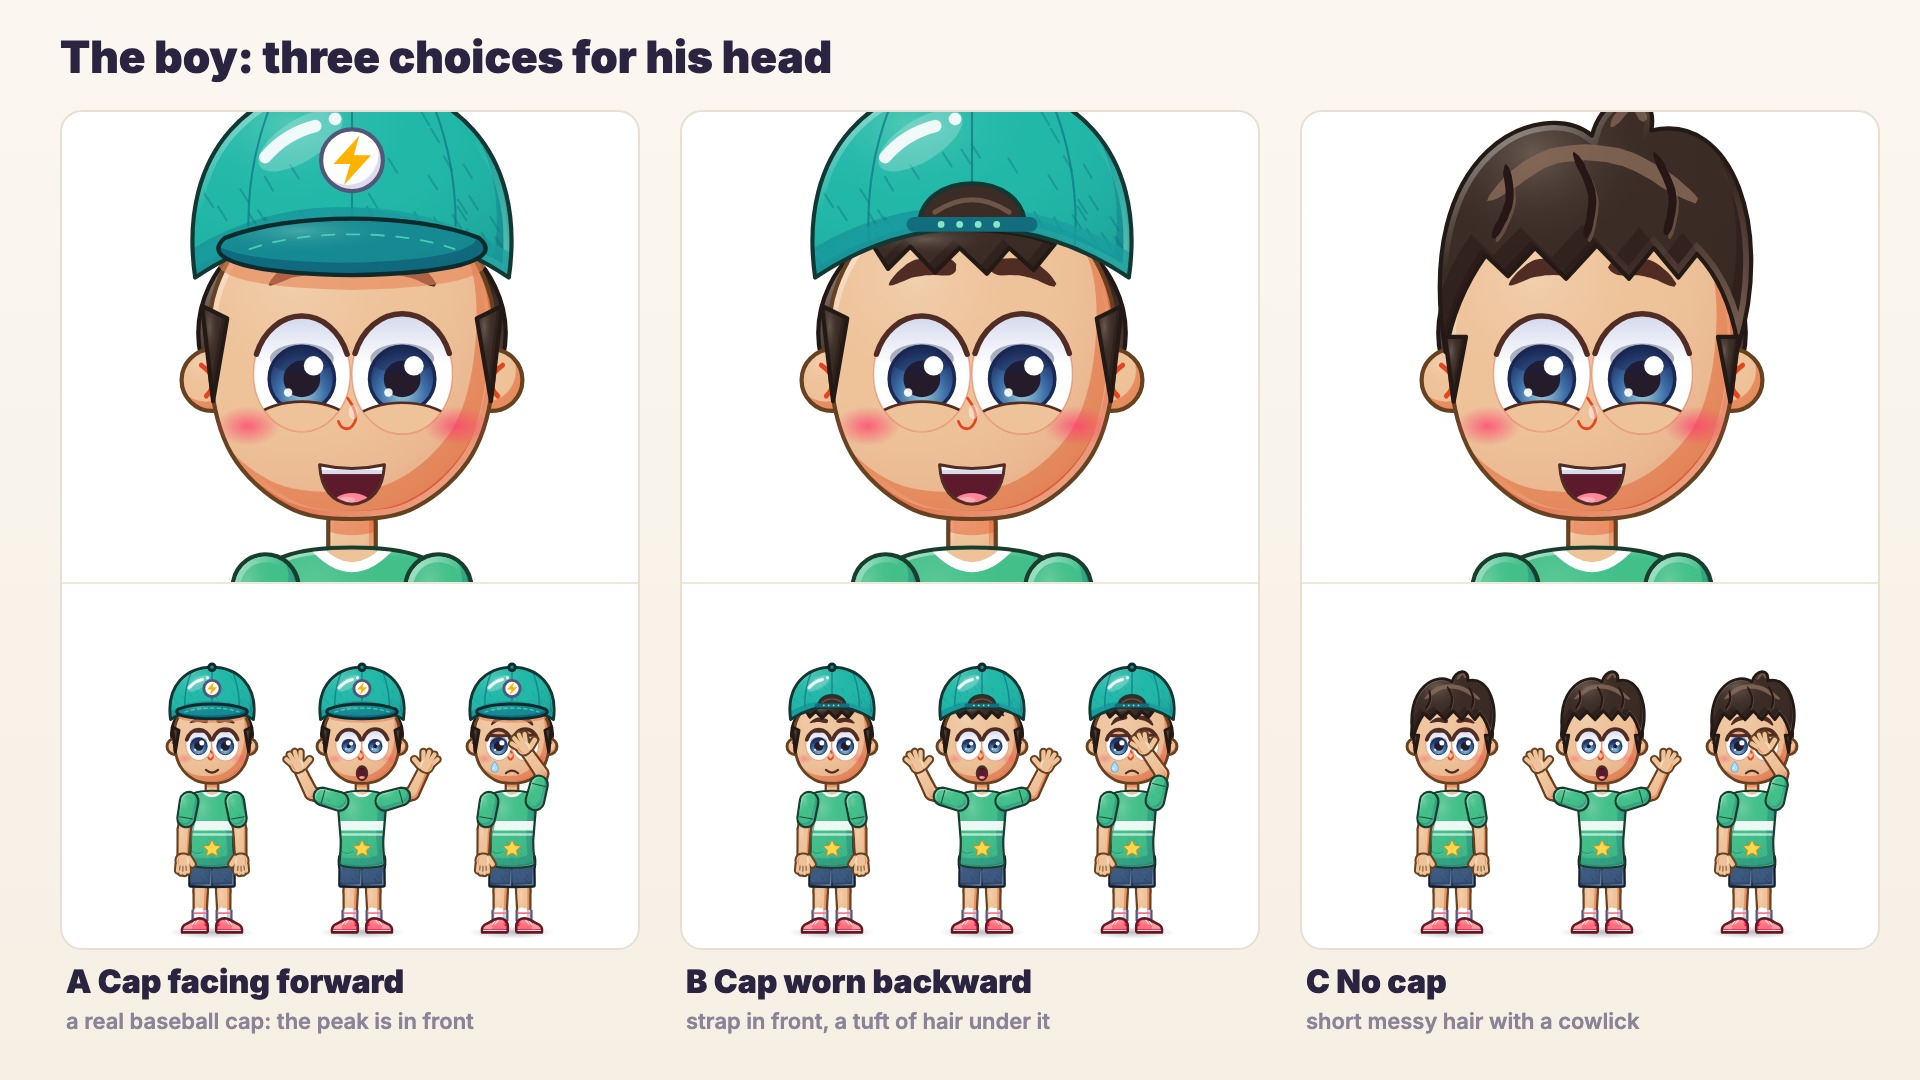 The boy: three choices for his head
A Cap facing forward
a real baseball cap: the peak is in front
B Cap worn backward
strap in front, a tuft of hair under it
C No cap
short messy hair with a cowlick